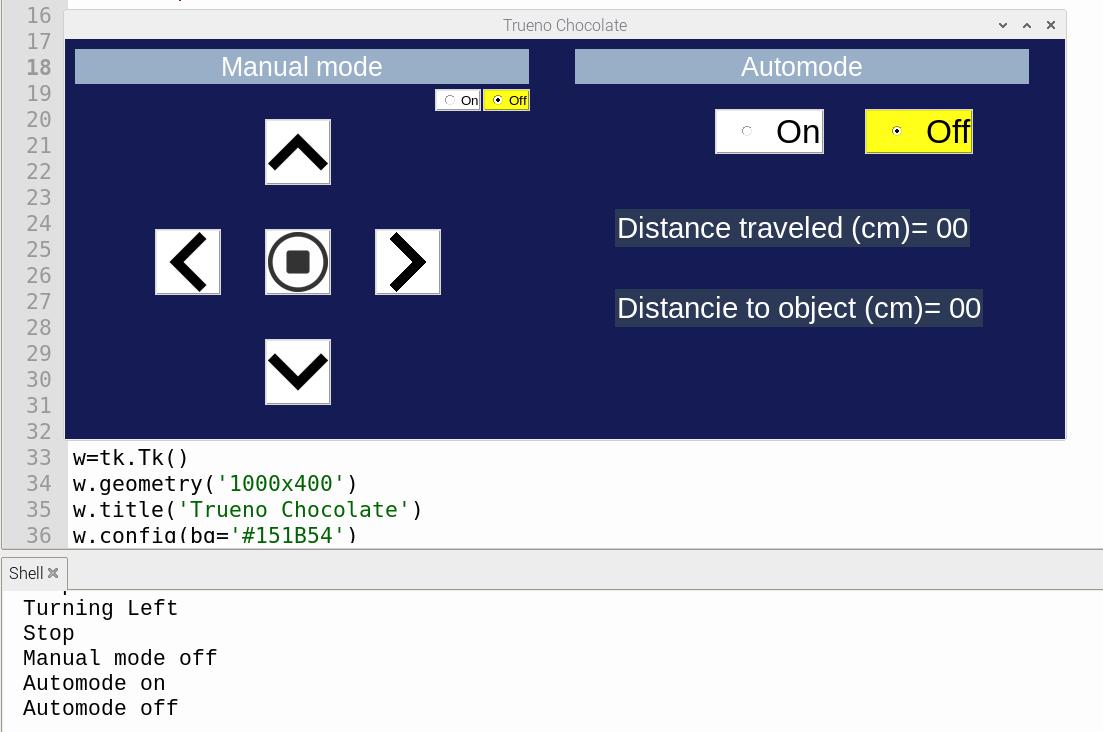 16
Trueno Chocolate
17
18
Manual mode
Automode
19
On Off
On Off
20
21
22
23
24
Distance traveled (cm)= 00
25
26
27
Distancie to object (cm)= 00
28
29
30
31
32
33 w=tk.Tk()
34 w.geometry('1000x400')
35 w.title('Trueno Chocolate')
36 w.config(bg='#151B54')
Shell
Turning Left
Stop
Manual mode off
Automode on
Automode off